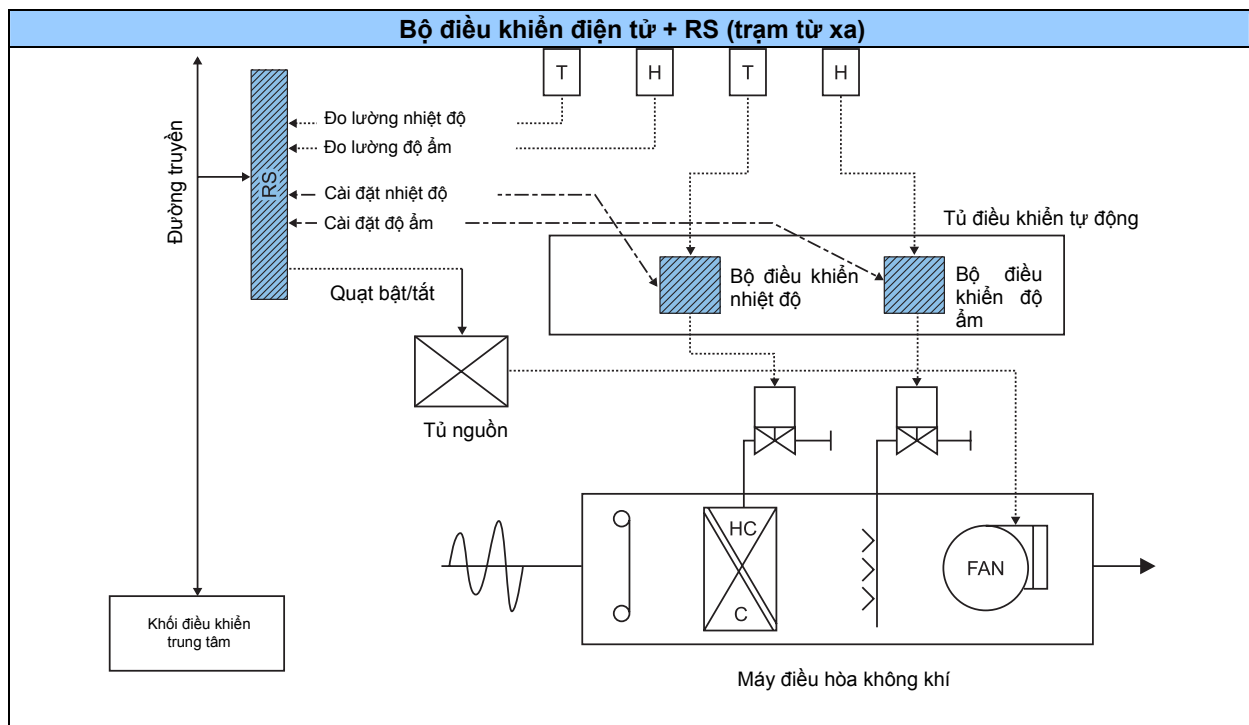 Bộ điều khiển điện tử + RS (trạm từ xa)
T
H
T
H
Đường truyền
RS
Đo lường nhiệt độ
Đo lường độ ẩm
Cài đặt nhiệt độ
Cài đặt độ ẩm
Tủ điều khiển tự động
Bộ điều khiển
nhiệt độ
Bộ điều
khiển độ
ẩm
Quạt bật/tắt
Tủ nguồn
HC
C
FAN
Khối điều khiển
trung tâm
Máy điều hòa không khí